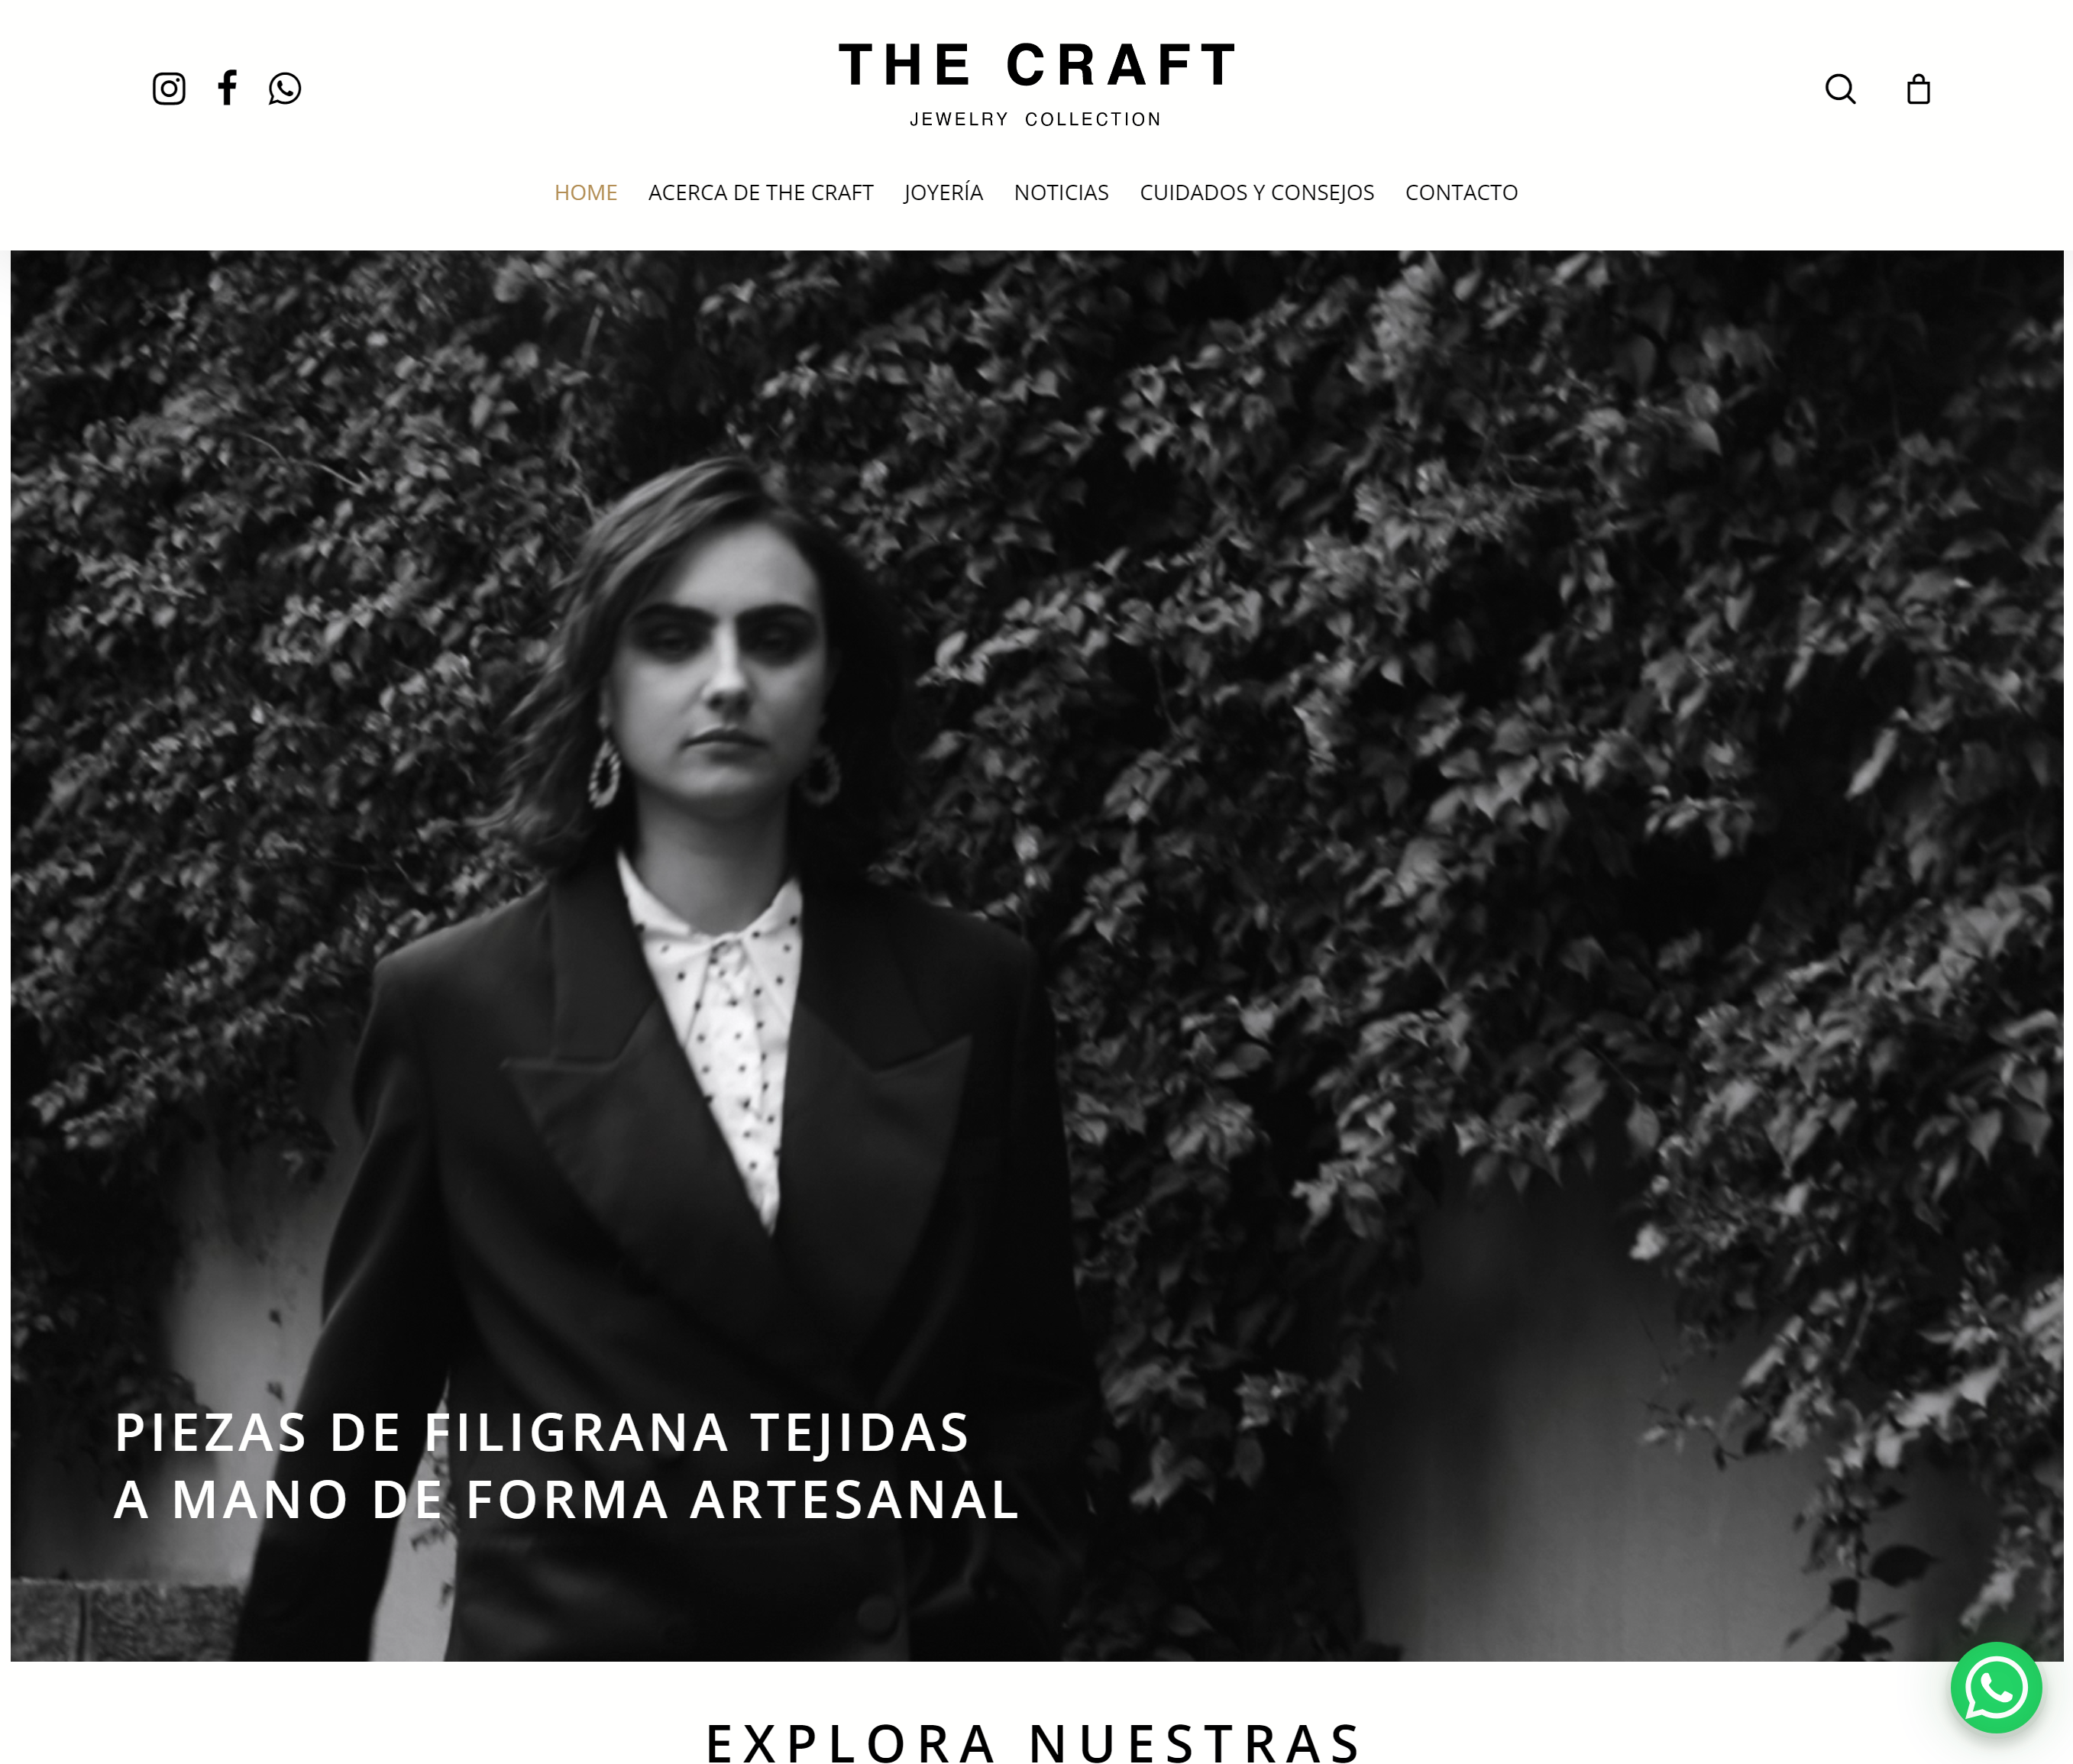 THE CRAFT
JEWELRY COLLECTION
HOME ACERCA DE THE CRAFT JOYERÍA NOTICIAS CUIDADOS Y CONSEJOS CONTACTO
PIEZAS DE FILIGRANA TEJIDAS
A MANO DE FORMA ARTESANAL
EXPLORA NUESTRAS